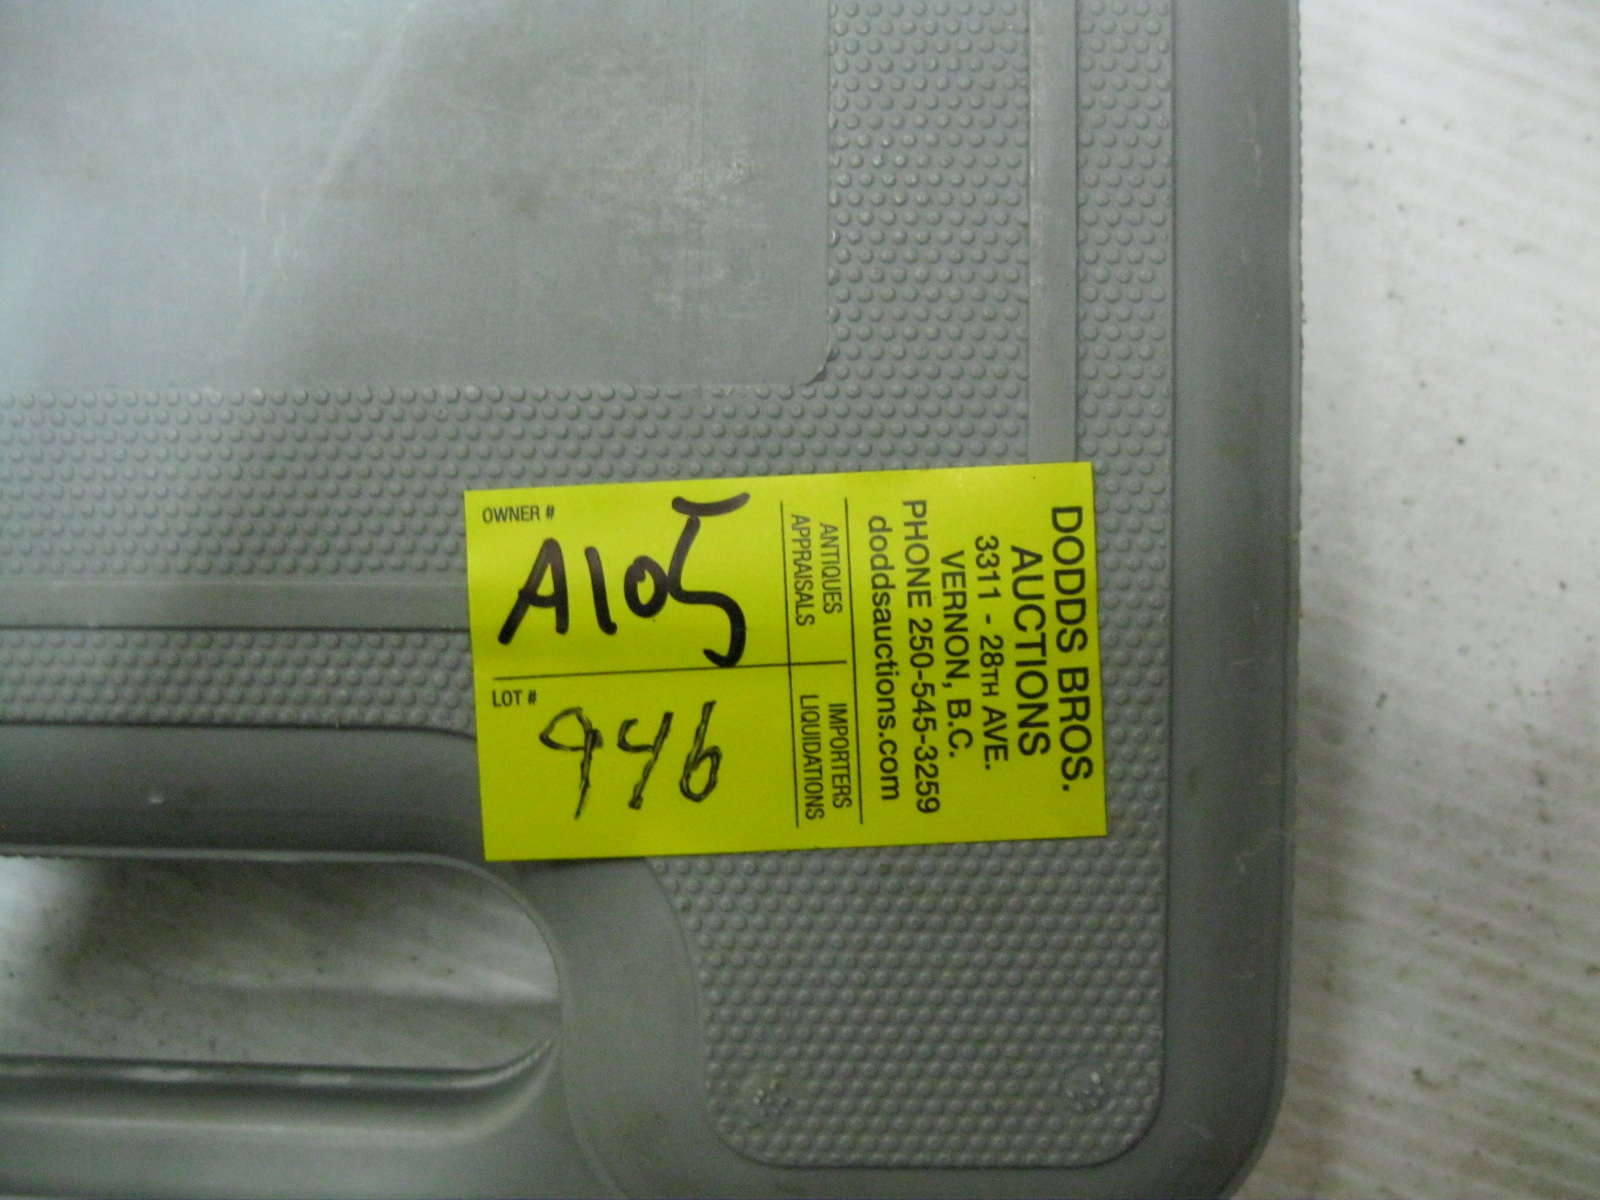 DODDS BROS.
AUCTIONS
3311 - 28TH AVE.
VERNON, B.C.
PHONE 250-545-3259
doddsauctions.com
ANTIQUES
APPRAISALS
IMPORTERS
LIQUIDATIONS
OWNER #
A105
LOT #
946